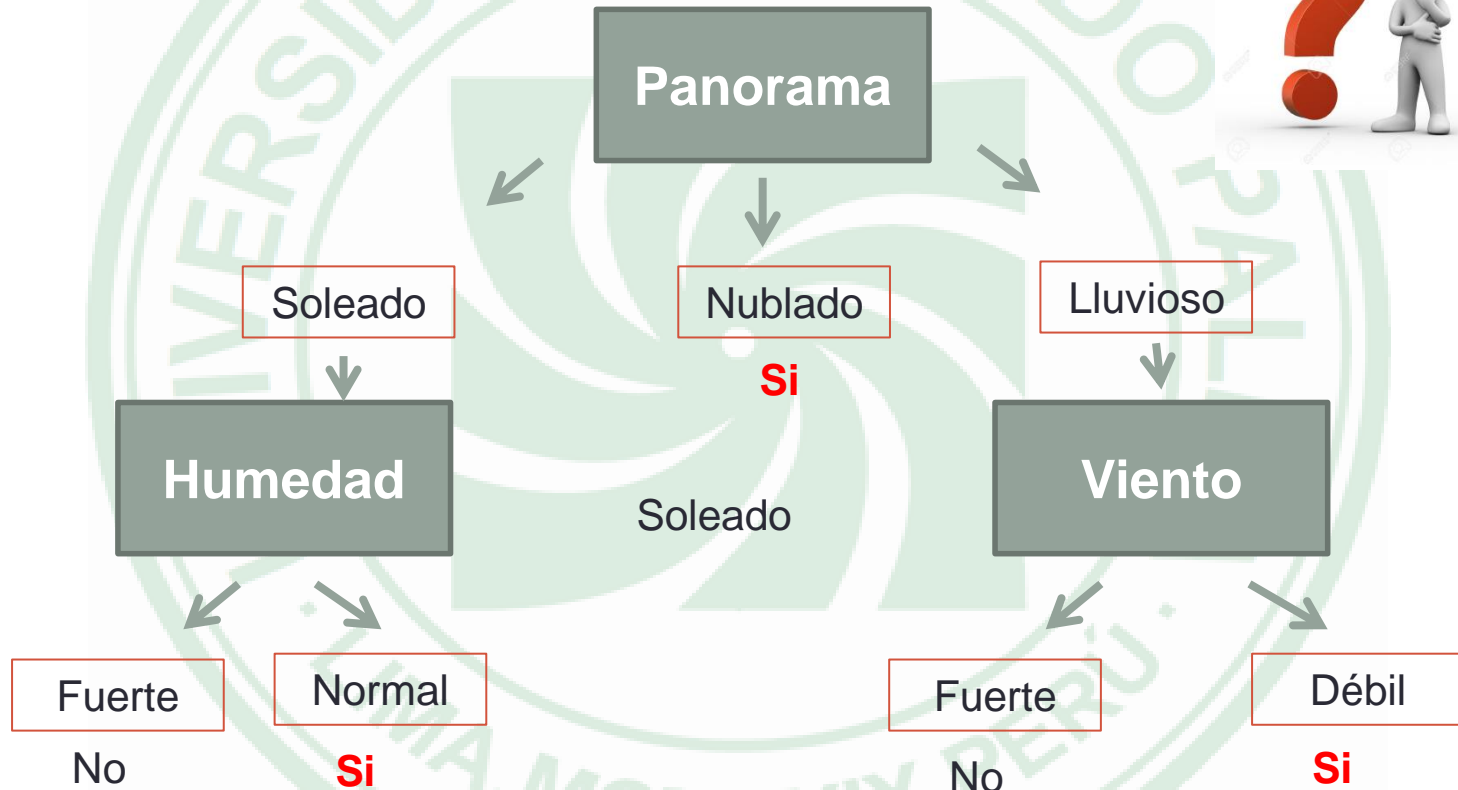 Panorama
Soleado
Nublado
Lluvioso
Si
Humedad
Soleado
Viento
Fuerte
Normal
Fuerte
Débil
No
Si
No
Si